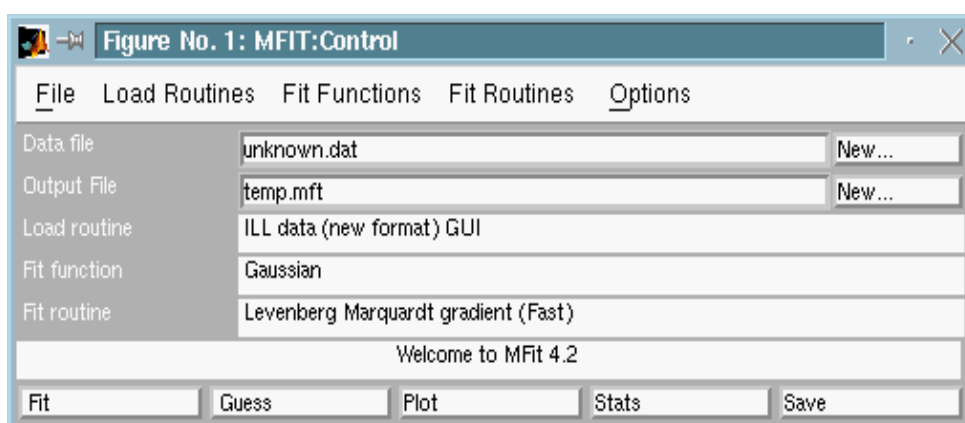 Figure No. 1: MFIT:Control
File Load Routines Fit Functions Fit Routines Options
Data file unknown.dat New...
Output File temp.mft New...
Load routine ILL data (new format) GUI
Fit function Gaussian
Fit routine Levenberg Marquardt gradient (Fast)
Welcome to MFit 4.2
Fit Guess Plot Stats Save